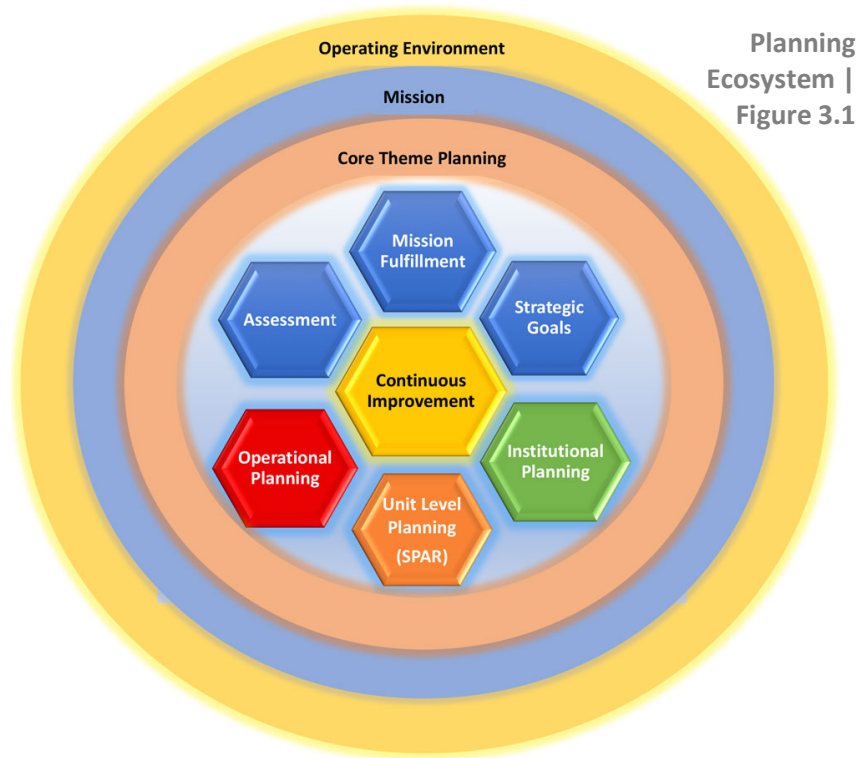 Planning
Ecosystem |
Figure 3.1
Operating Environment
Mission
Core Theme Planning
Mission
Fulfillment
Assessment
Strategic
Goals
Continuous
Improvement
Operational
Planning
Institutional
Planning
Unit Level
Planning
(SPAR)